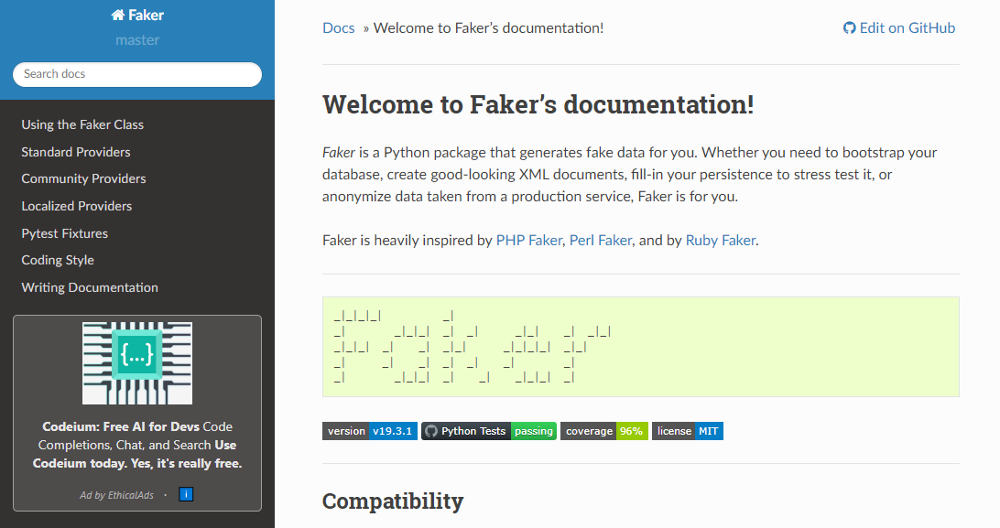 Faker
master
Search docs
Using the Faker Class
Standard Providers
Community Providers
Localized Providers
Pytest Fixtures
Coding Style
Writing Documentation
{...}
Codeium: Free AI for Devs Code
Completions, Chat, and Search Use
Codeium today. Yes, it's really free.
Ad by EthicalAds · i
Docs » Welcome to Faker’s documentation!
Edit on GitHub
Welcome to Faker’s documentation!
Faker is a Python package that generates fake data for you. Whether you need to bootstrap your
database, create good-looking XML documents, fill-in your persistence to stress test it, or
anonymize data taken from a production service, Faker is for you.
Faker is heavily inspired by PHP Faker, Perl Faker, and by Ruby Faker.
_|_|_|_|          _|
_|        _|_|_|  _|  _|      _|_|    _|  _|_|
_|_|_|  _|    _|  _|_|      _|_|_|_|  _|_|
_|      _|    _|  _|  _|    _|        _|
_|        _|_|_|  _|    _|    _|_|_|  _|
version v19.3.1 Python Tests passing coverage 96% license MIT
Compatibility